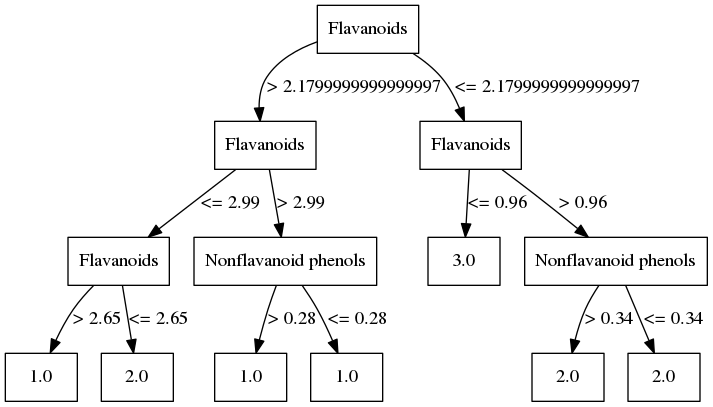 Flavanoids
> 2.1799999999999997 <= 2.1799999999999997
Flavanoids Flavanoids
<= 2.99 > 2.99 <= 0.96 > 0.96
Flavanoids Nonflavanoid phenols 3.0 Nonflavanoid phenols
> 2.65 <= 2.65 > 0.28 <= 0.28 > 0.34 <= 0.34
1.0 2.0 1.0 1.0 2.0 2.0